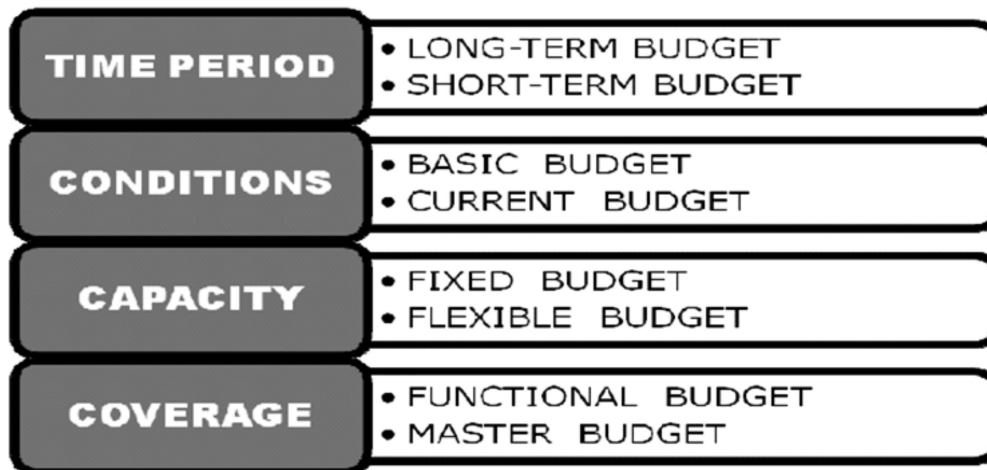 TIME PERIOD
• LONG-TERM BUDGET
• SHORT-TERM BUDGET
CONDITIONS
• BASIC BUDGET
• CURRENT BUDGET
CAPACITY
• FIXED BUDGET
• FLEXIBLE BUDGET
COVERAGE
• FUNCTIONAL BUDGET
• MASTER BUDGET